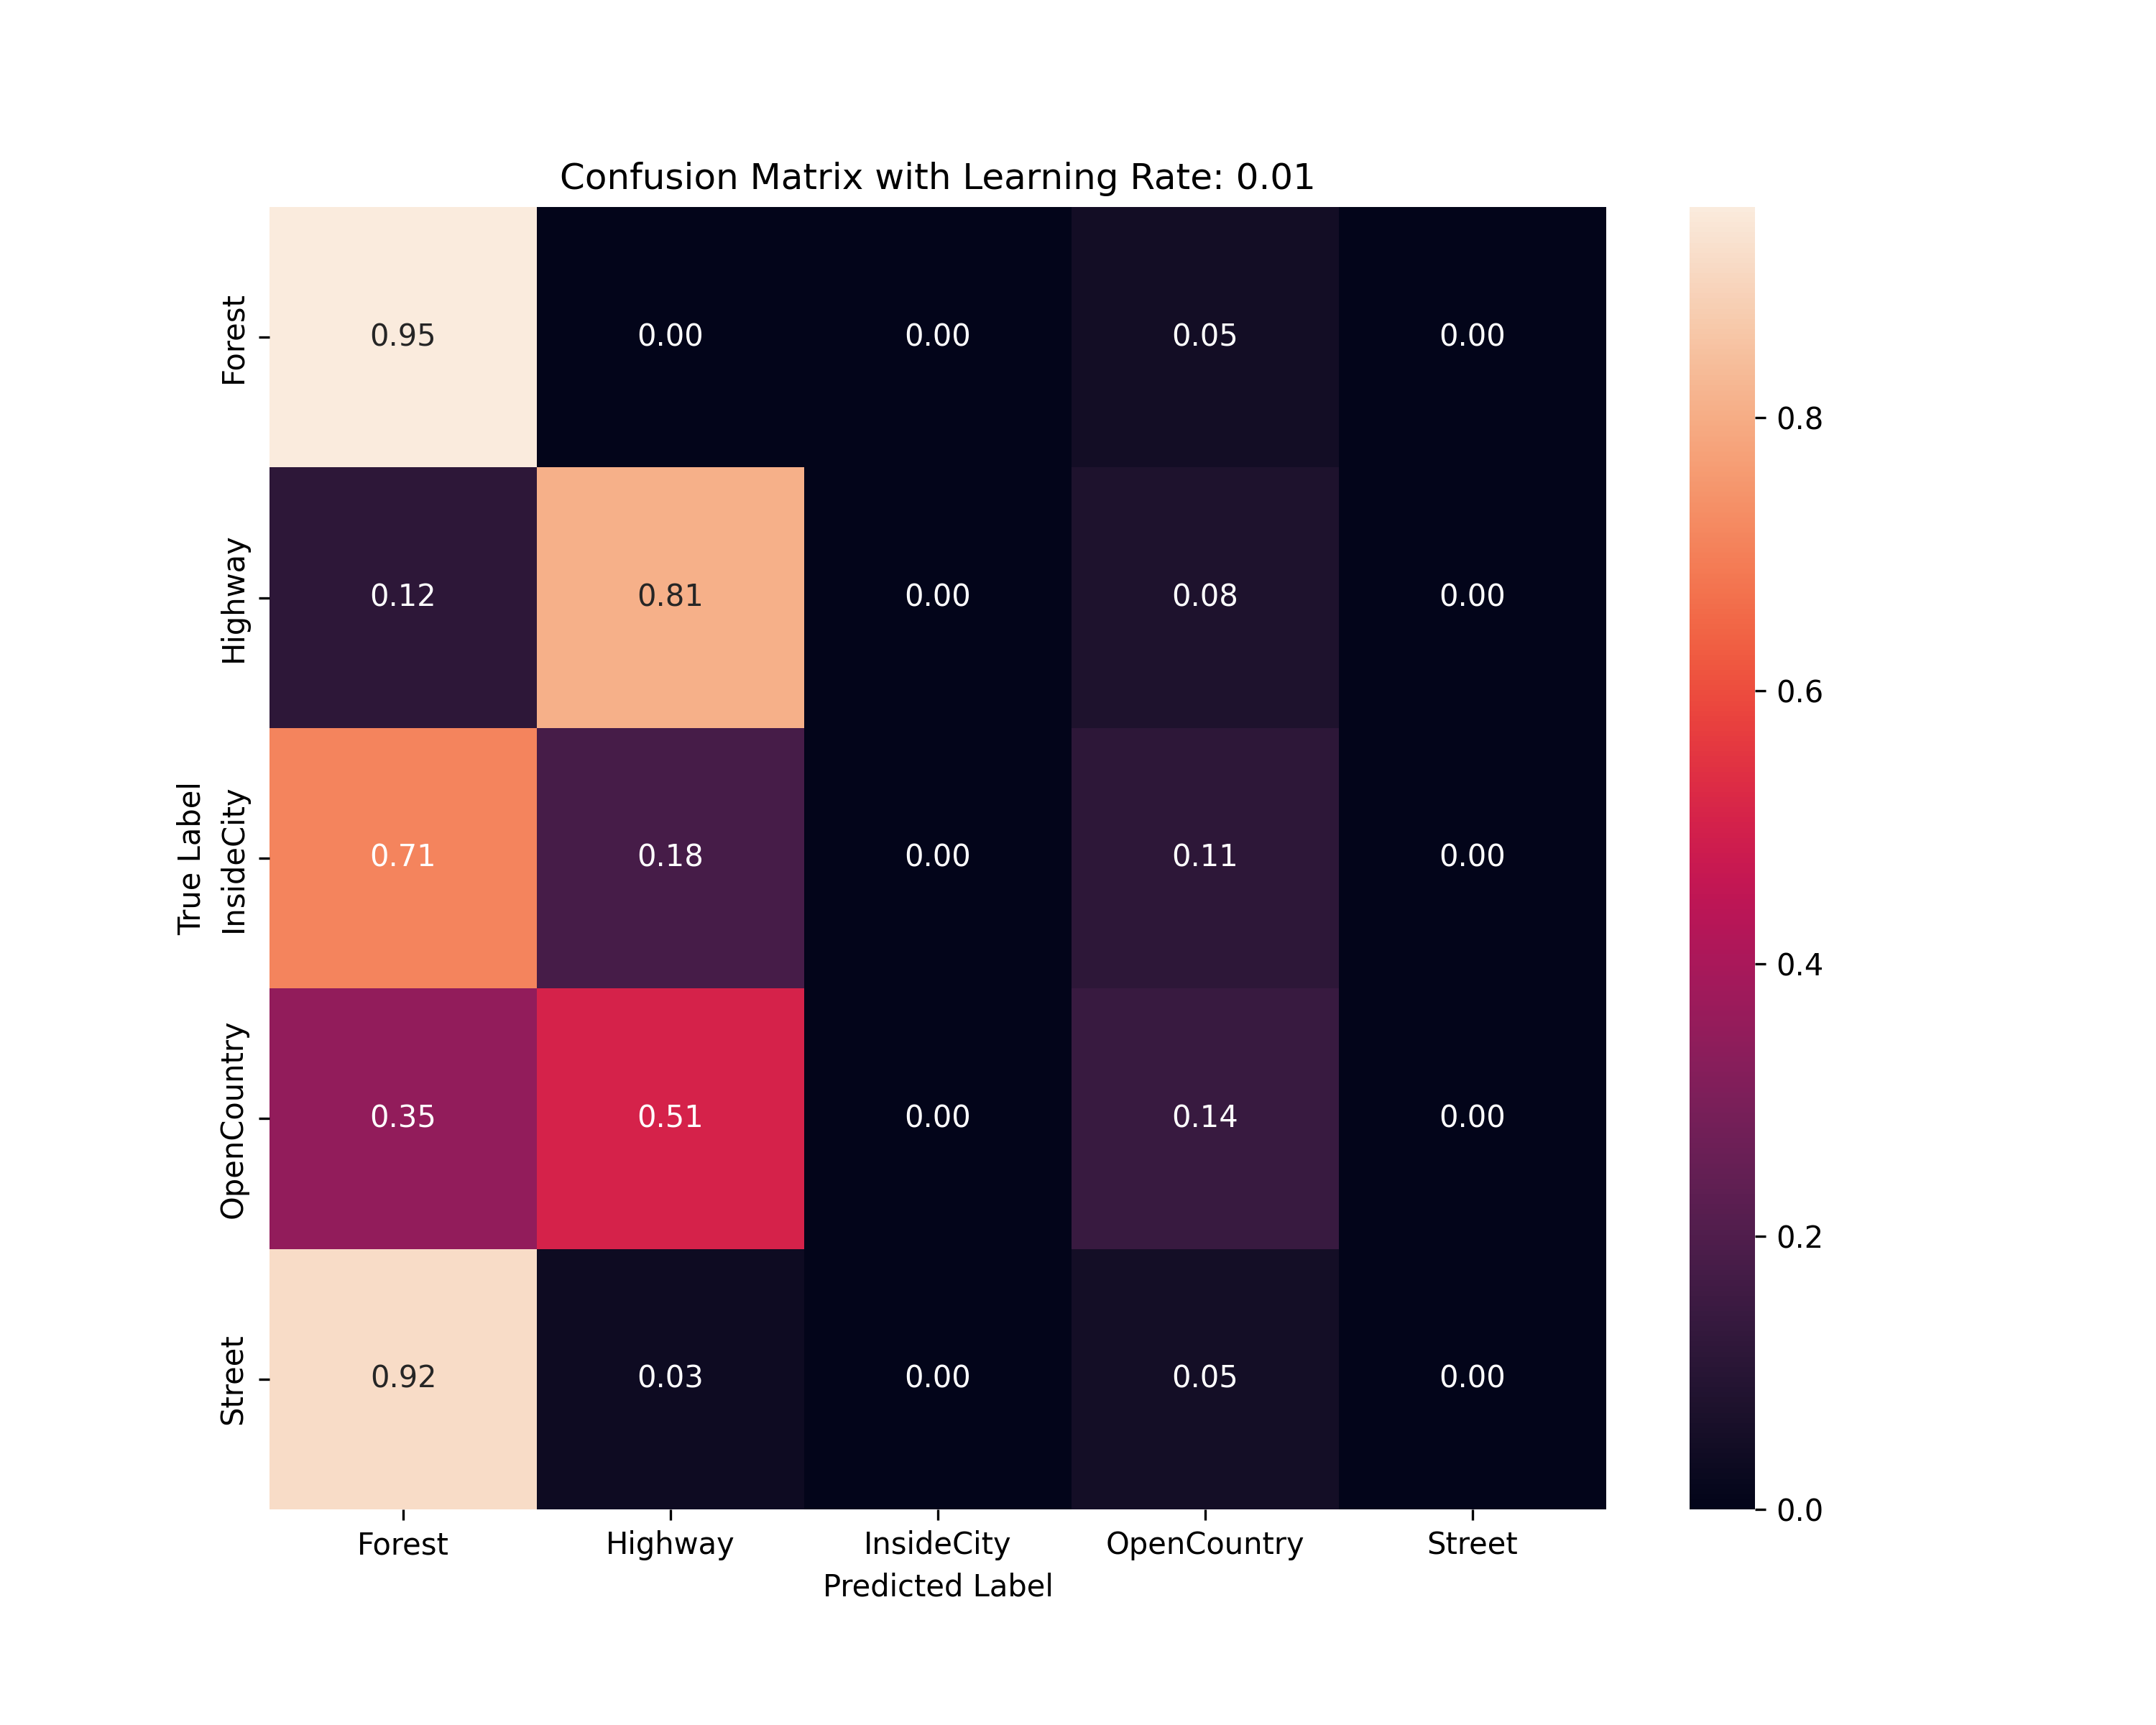 Confusion Matrix with Learning Rate: 0.01
True Label
Forest
0.95 0.00 0.00 0.05 0.00
Highway
0.12 0.81 0.00 0.08 0.00
InsideCity
0.71 0.18 0.00 0.11 0.00
OpenCountry
0.35 0.51 0.00 0.14 0.00
Street
0.92 0.03 0.00 0.05 0.00
Forest Highway InsideCity OpenCountry Street
Predicted Label
0.8
0.6
0.4
0.2
0.0